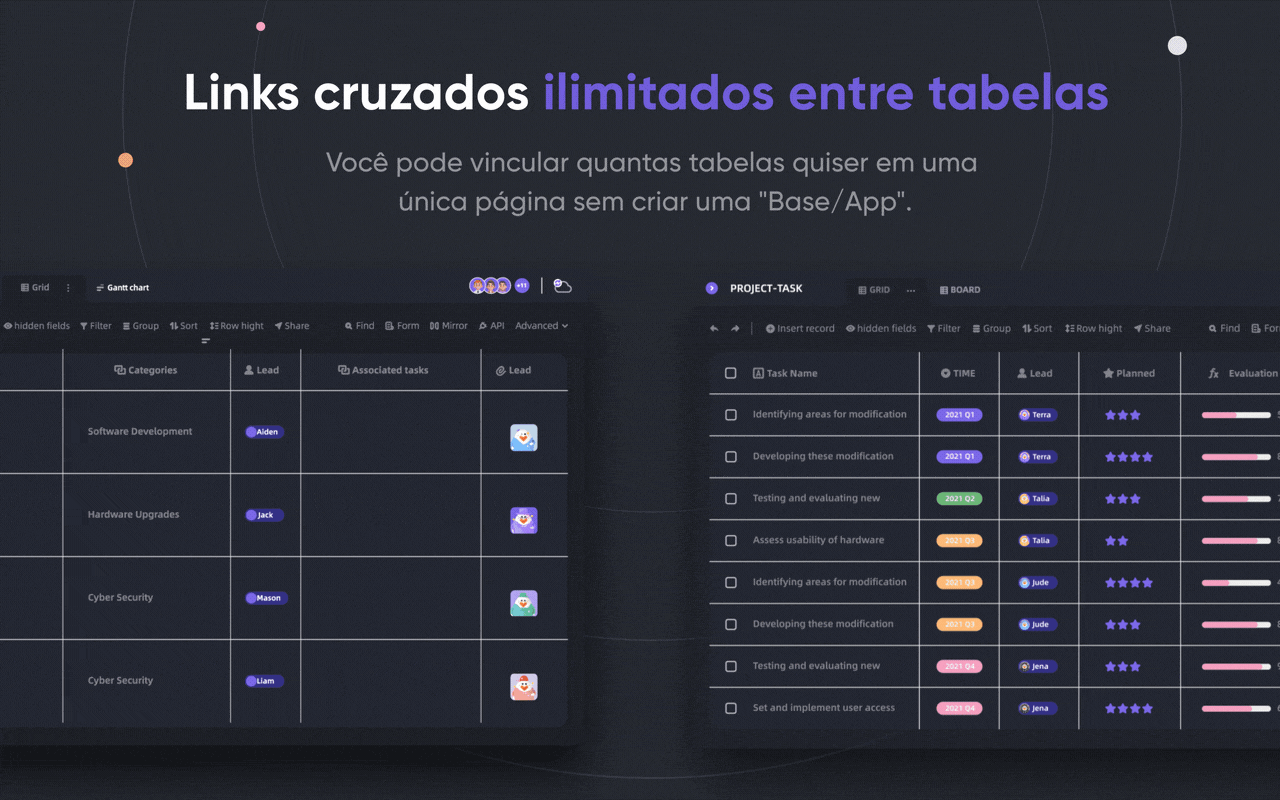 Links cruzados ilimitados entre tabelas
Você pode vincular quantas tabelas quiser em uma
única página sem criar uma "Base/App".
Grid
Gantt chart
+11
hidden fields Filter Group Sort Row hight Share Find Form Mirror API Advanced
Categories Lead Associated tasks Lead
Software Development Aiden
Hardware Upgrades Jack
Cyber Security Mason
Cyber Security Liam
PROJECT-TASK GRID ... BOARD
Insert record hidden fields Filter Group Sort Row hight Share Find
Task Name TIME Lead Planned fx Evaluation
Identifying areas for modification 2021 Q1 Terra
Developing these modification 2021 Q1 Terra
Testing and evaluating new 2021 Q2 Talia
Assess usability of hardware 2021 Q3 Talia
Identifying areas for modification 2021 Q3 Jude
Developing these modification 2021 Q3 Jude
Testing and evaluating new 2021 Q4 Jena
Set and implement user access 2021 Q4 Jena